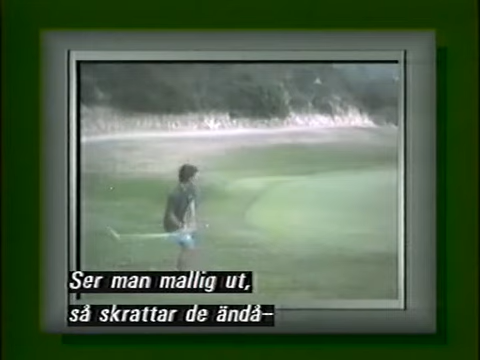 Ser man mallig ut,
så skrattar de ändå–